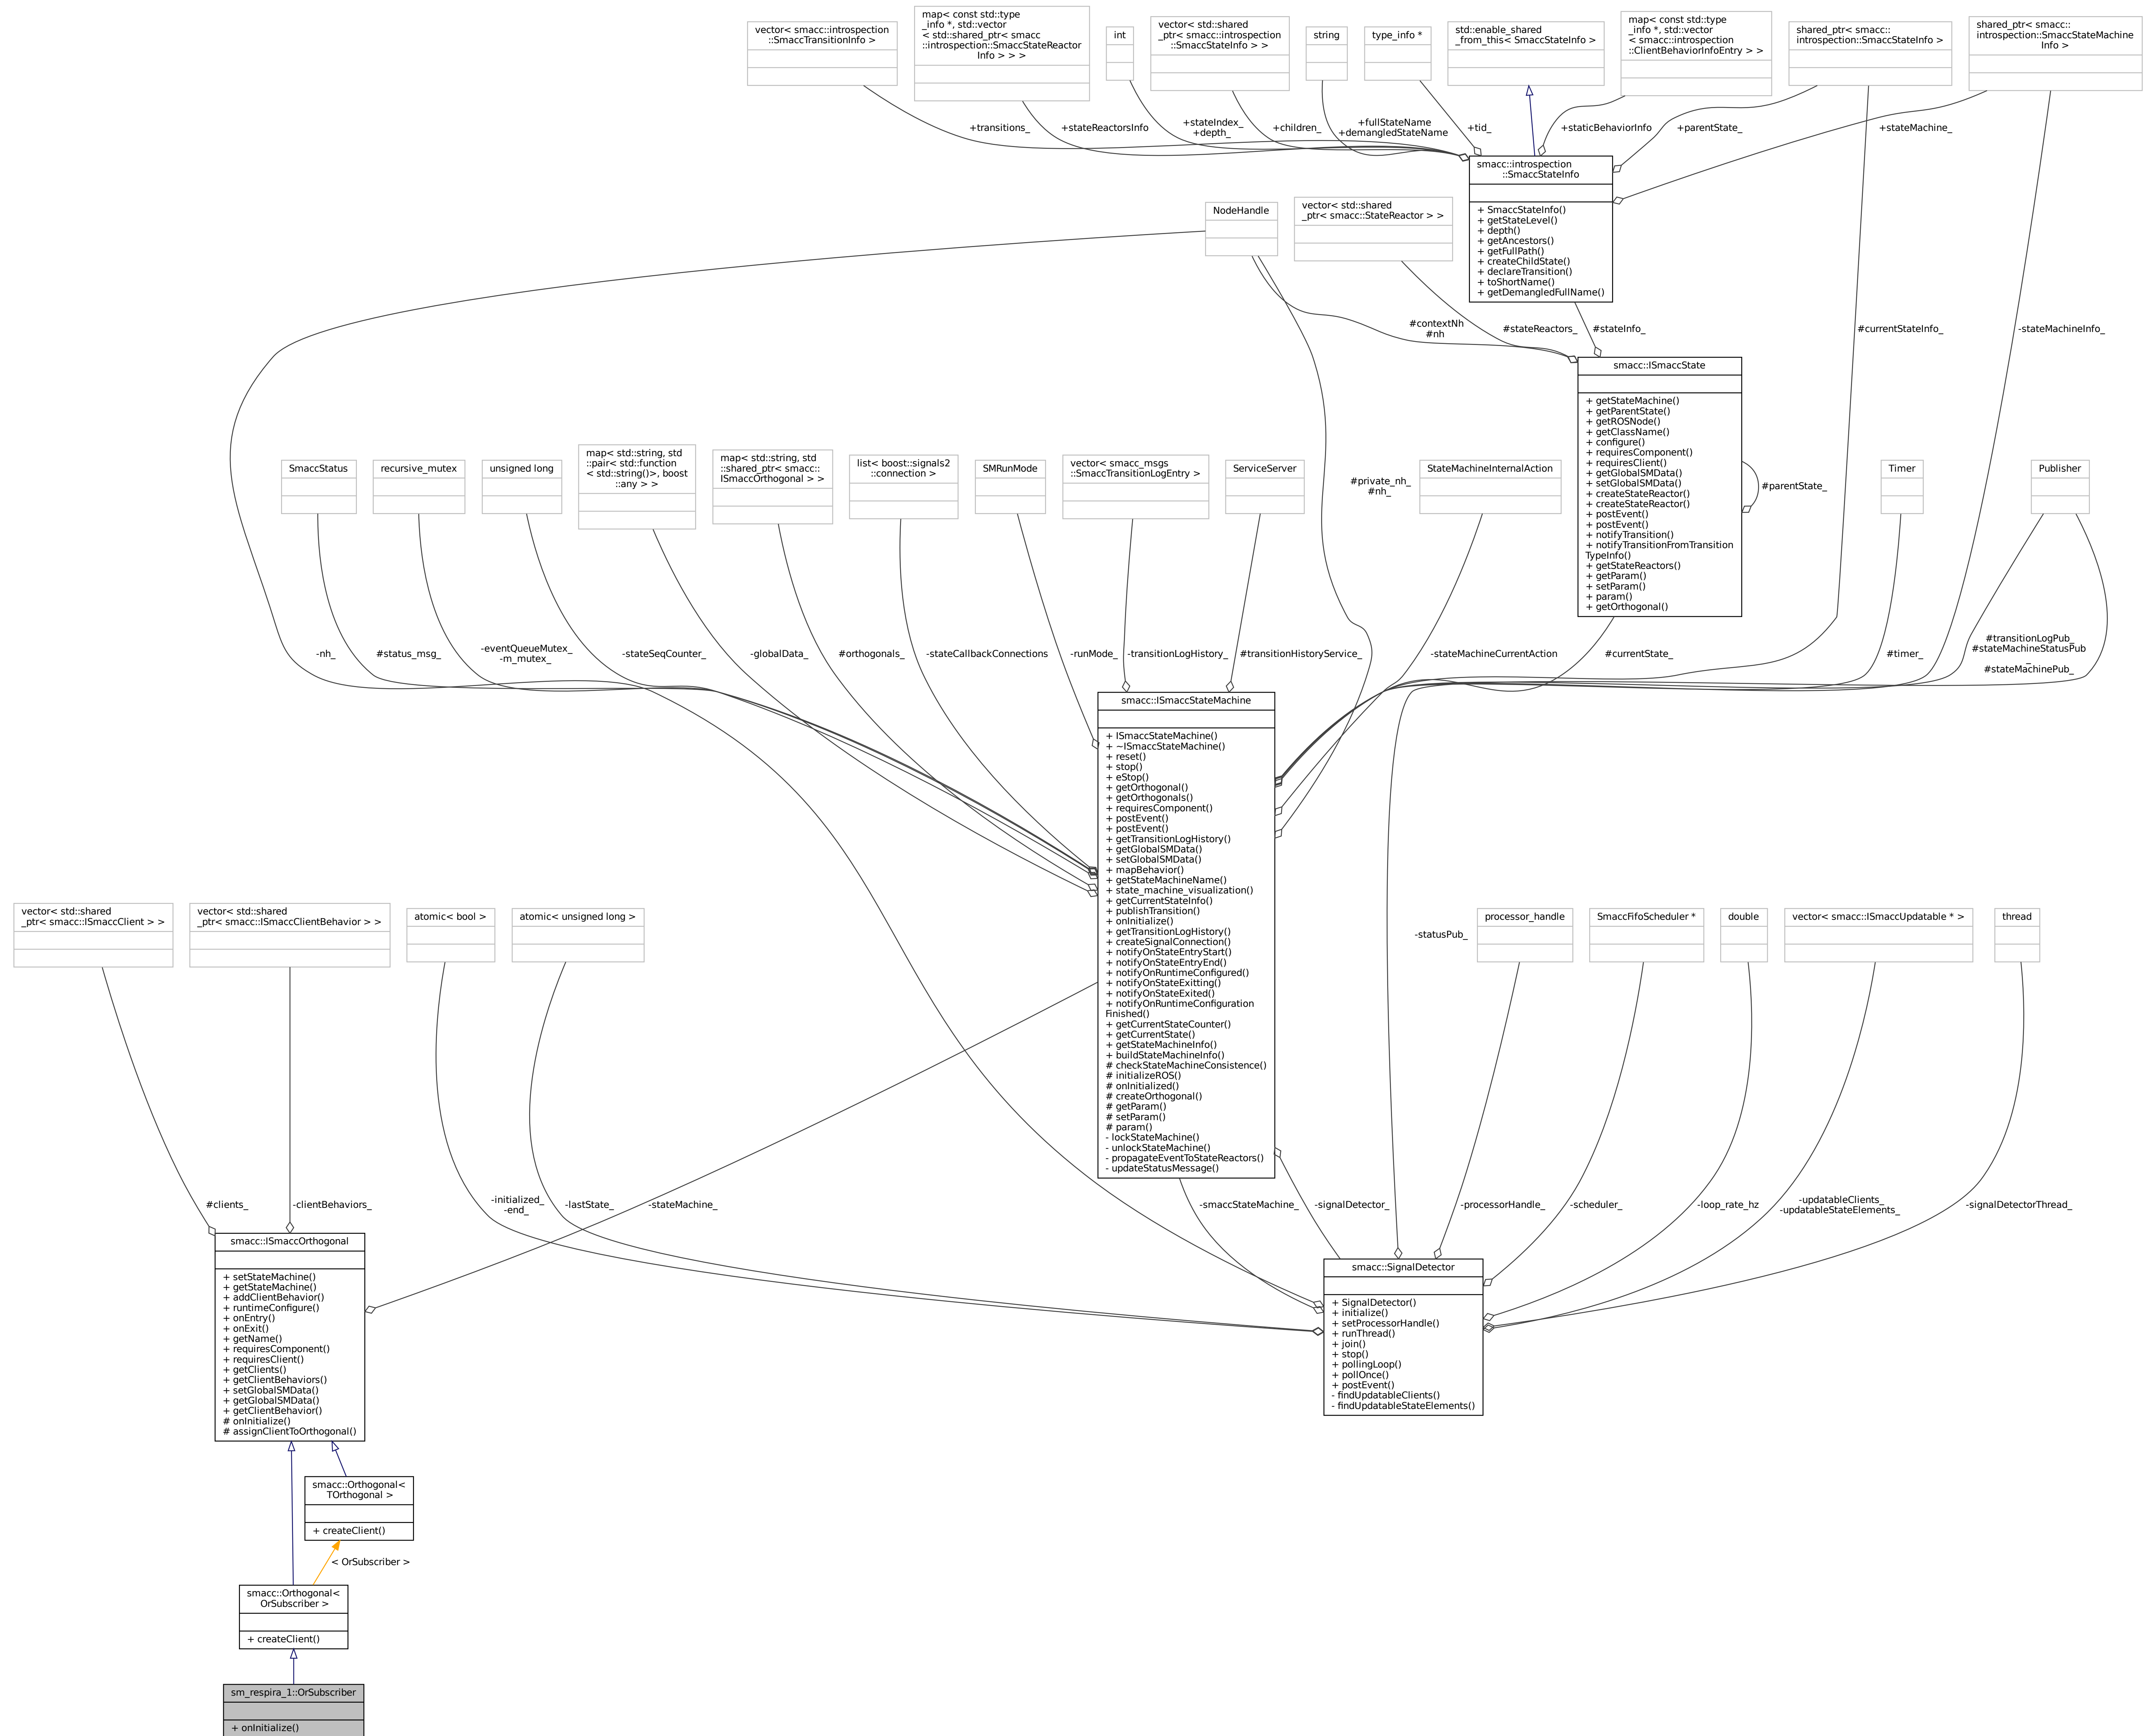 vector< smacc::introspection
::SmaccTransitionInfo >
map< const std::type
_info *, std::vector
< std::shared_ptr< smacc
::introspection::SmaccStateReactor
Info > > >
int
vector< std::shared
_ptr< smacc::introspection
::SmaccStateInfo > >
string
type_info *
std::enable_shared
_from_this< SmaccStateInfo >
map< const std::type
_info *, std::vector
< smacc::introspection
::ClientBehaviorInfoEntry > >
shared_ptr< smacc::
introspection::SmaccStateInfo >
shared_ptr< smacc::
introspection::SmaccStateMachine
Info >
+transitions_
+stateReactorsInfo
+stateIndex_
+depth_
+children_
+fullStateName
+demangledStateName
+tid_
+staticBehaviorInfo
+parentState_
+stateMachine_
smacc::introspection
::SmaccStateInfo
+ SmaccStateInfo()
+ getStateLevel()
+ depth()
+ getAncestors()
+ getFullPath()
+ createChildState()
+ declareTransition()
+ toShortName()
+ getDemangledFullName()
NodeHandle
vector< std::shared
_ptr< smacc::StateReactor > >
#contextNh
#nh
#stateReactors_
#stateInfo_
#currentStateInfo_
-stateMachineInfo_
smacc::ISmaccState
+ getStateMachine()
+ getParentState()
+ getROSNode()
+ getClassName()
+ configure()
+ requiresComponent()
+ requiresClient()
+ getGlobalSMData()
+ setGlobalSMData()
+ createStateReactor()
+ createStateReactor()
+ postEvent()
+ postEvent()
+ notifyTransition()
+ notifyTransitionFromTransition
TypeInfo()
+ getStateReactors()
+ getParam()
+ setParam()
+ param()
+ getOrthogonal()
#parentState_
SmaccStatus
recursive_mutex
unsigned long
map< std::string, std
::pair< std::function
< std::string()>, boost
::any > >
map< std::string, std
::shared_ptr< smacc::
ISmaccOrthogonal > >
list< boost::signals2
::connection >
SMRunMode
vector< smacc_msgs
::SmaccTransitionLogEntry >
ServiceServer
#private_nh_
#nh_
StateMachineInternalAction
Timer
Publisher
-nh_
#status_msg_
-eventQueueMutex_
-m_mutex_
-stateSeqCounter_
-globalData_
#orthogonals_
-stateCallbackConnections
-runMode_
-transitionLogHistory_
#transitionHistoryService_
-stateMachineCurrentAction
#currentState_
#timer_
#transitionLogPub_
#stateMachineStatusPub
_
#stateMachinePub_
smacc::ISmaccStateMachine
+ ISmaccStateMachine()
+ ~ISmaccStateMachine()
+ reset()
+ stop()
+ eStop()
+ getOrthogonal()
+ getOrthogonals()
+ requiresComponent()
+ postEvent()
+ postEvent()
+ getTransitionLogHistory()
+ getGlobalSMData()
+ setGlobalSMData()
+ mapBehavior()
+ getStateMachineName()
+ state_machine_visualization()
+ getCurrentStateInfo()
+ publishTransition()
+ onInitialize()
+ getTransitionLogHistory()
+ createSignalConnection()
+ notifyOnStateEntryStart()
+ notifyOnStateEntryEnd()
+ notifyOnRuntimeConfigured()
+ notifyOnStateExitting()
+ notifyOnStateExited()
+ notifyOnRuntimeConfiguration
Finished()
+ getCurrentStateCounter()
+ getCurrentState()
+ getStateMachineInfo()
+ buildStateMachineInfo()
# checkStateMachineConsistence()
# initializeROS()
# onInitialized()
# createOrthogonal()
# getParam()
# setParam()
# param()
- lockStateMachine()
- unlockStateMachine()
- propagateEventToStateReactors()
- updateStatusMessage()
vector< std::shared
_ptr< smacc::ISmaccClient > >
vector< std::shared
_ptr< smacc::ISmaccClientBehavior > >
atomic< bool >
atomic< unsigned long >
-statusPub_
processor_handle
SmaccFifoScheduler *
double
vector< smacc::ISmaccUpdatable * >
thread
#clients_
-clientBehaviors_
-initialized_
-end_
-lastState_
-stateMachine_
-smaccStateMachine_
-signalDetector_
-processorHandle_
-scheduler_
-loop_rate_hz
-updatableClients_
-updatableStateElements_
-signalDetectorThread_
smacc::ISmaccOrthogonal
+ setStateMachine()
+ getStateMachine()
+ addClientBehavior()
+ runtimeConfigure()
+ onEntry()
+ onExit()
+ getName()
+ requiresComponent()
+ requiresClient()
+ getClients()
+ getClientBehaviors()
+ setGlobalSMData()
+ getGlobalSMData()
+ getClientBehavior()
# onInitialize()
# assignClientToOrthogonal()
smacc::SignalDetector
+ SignalDetector()
+ initialize()
+ setProcessorHandle()
+ runThread()
+ join()
+ stop()
+ pollingLoop()
+ pollOnce()
+ postEvent()
- findUpdatableClients()
- findUpdatableStateElements()
smacc::Orthogonal<
TOrthogonal >
+ createClient()
< OrSubscriber >
smacc::Orthogonal<
OrSubscriber >
+ createClient()
sm_respira_1::OrSubscriber
+ onInitialize()